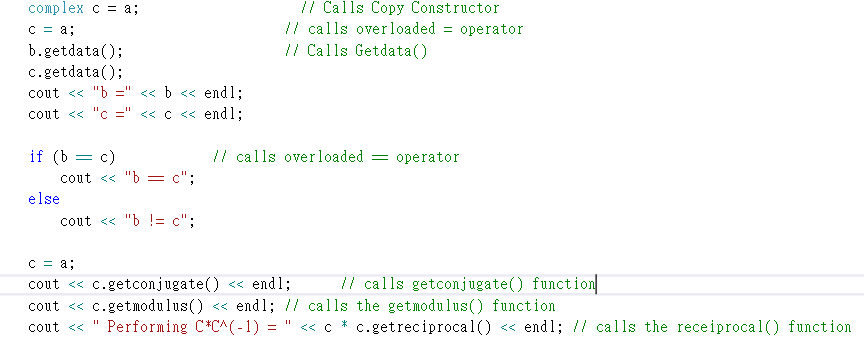 complex c = a; // Calls Copy Constructor
c = a; // calls overloaded = operator
b.getdata(); // Calls Getdata()
c.getdata();
cout << "b =" << b << endl;
cout << "c =" << c << endl;
if (b == c) // calls overloaded == operator
cout << "b == c";
else
cout << "b != c";
c = a;
cout << c.getconjugate() << endl; // calls getconjugate() function
cout << c.getmodulus() << endl; // calls the getmodulus() function
cout << " Performing C*C^(-1) = " << c * c.getreciprocal() << endl; // calls the receiprocal() function